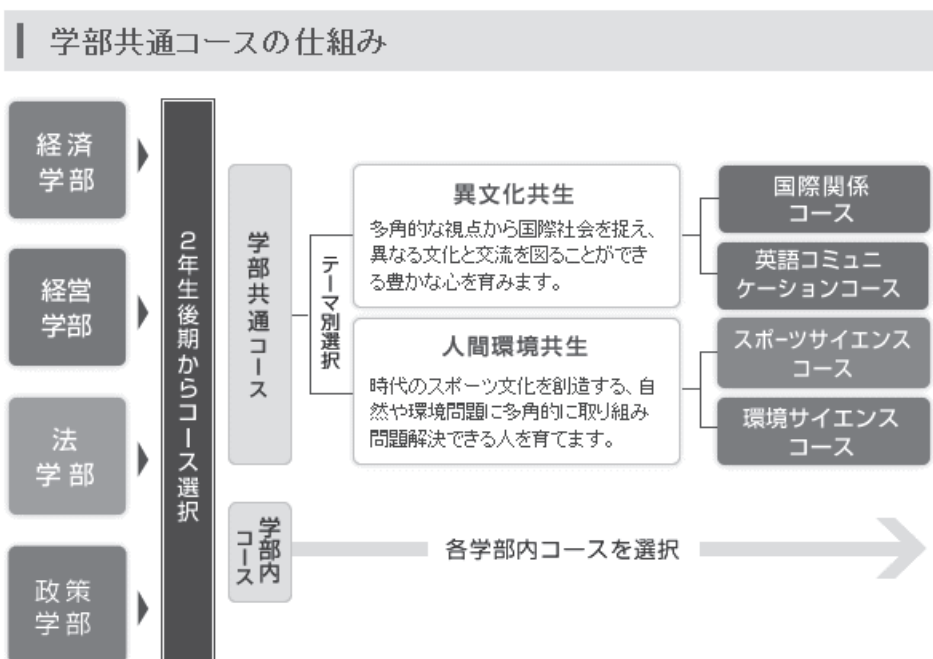 学部共通コースの仕組み
経済
学部
経営
学部
法
学部
政策
学部
2年生後期からコース選択
学部共通コース
テーマ別選択
異文化共生
多角的な視点から国際社会を捉え、
異なる文化と交流を図ることができ
る豊かな心を育みます。
国際関係
コース
英語コミュニ
ケーションコース
人間環境共生
時代のスポーツ文化を創造する、自
然や環境問題に多角的に取り組み
問題解決できる人を育てます。
スポーツサイエンス
コース
環境サイエンス
コース
学部内
コース
各学部内コースを選択